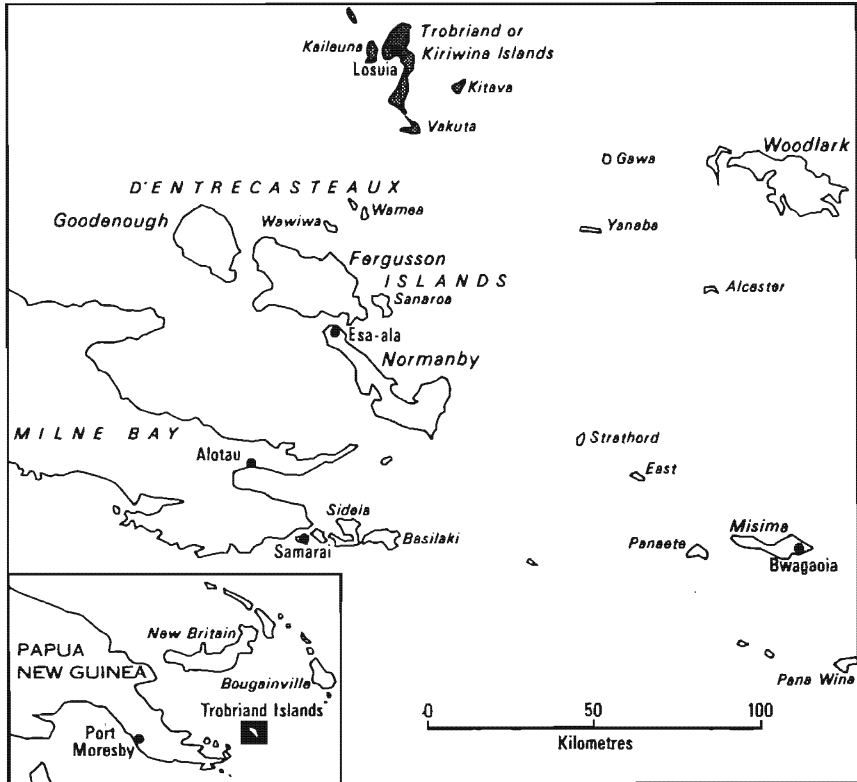 Trobriand or
Kiriwina Islands
Kaileuna
Losuia
Kitava
Vakuta
Gawa
Woodlark
D'ENTRECASTEAUX
Goodenough
Wamea
Wawiwa
Yanaba
Fergusson
ISLANDS
Sanaroa
Alcester
Esa-ala
Normanby
MILNE BAY
Alotau
Strathord
East
Sideia
Misima
Samarai
Basilaki
Panaete
Bwagaoia
New Britain
PAPUA
NEW GUINEA
Bougainville
Pana Wina
Trobriand Islands
Port
Moresby
0 50 100
Kilometres